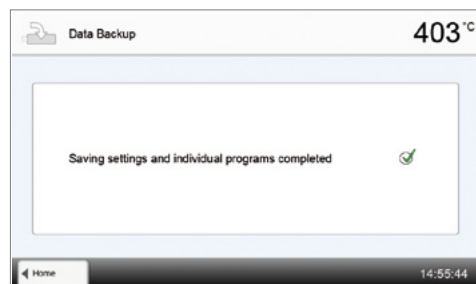 Data Backup
403 °C
Saving settings and individual programs completed
Home
14:55:44